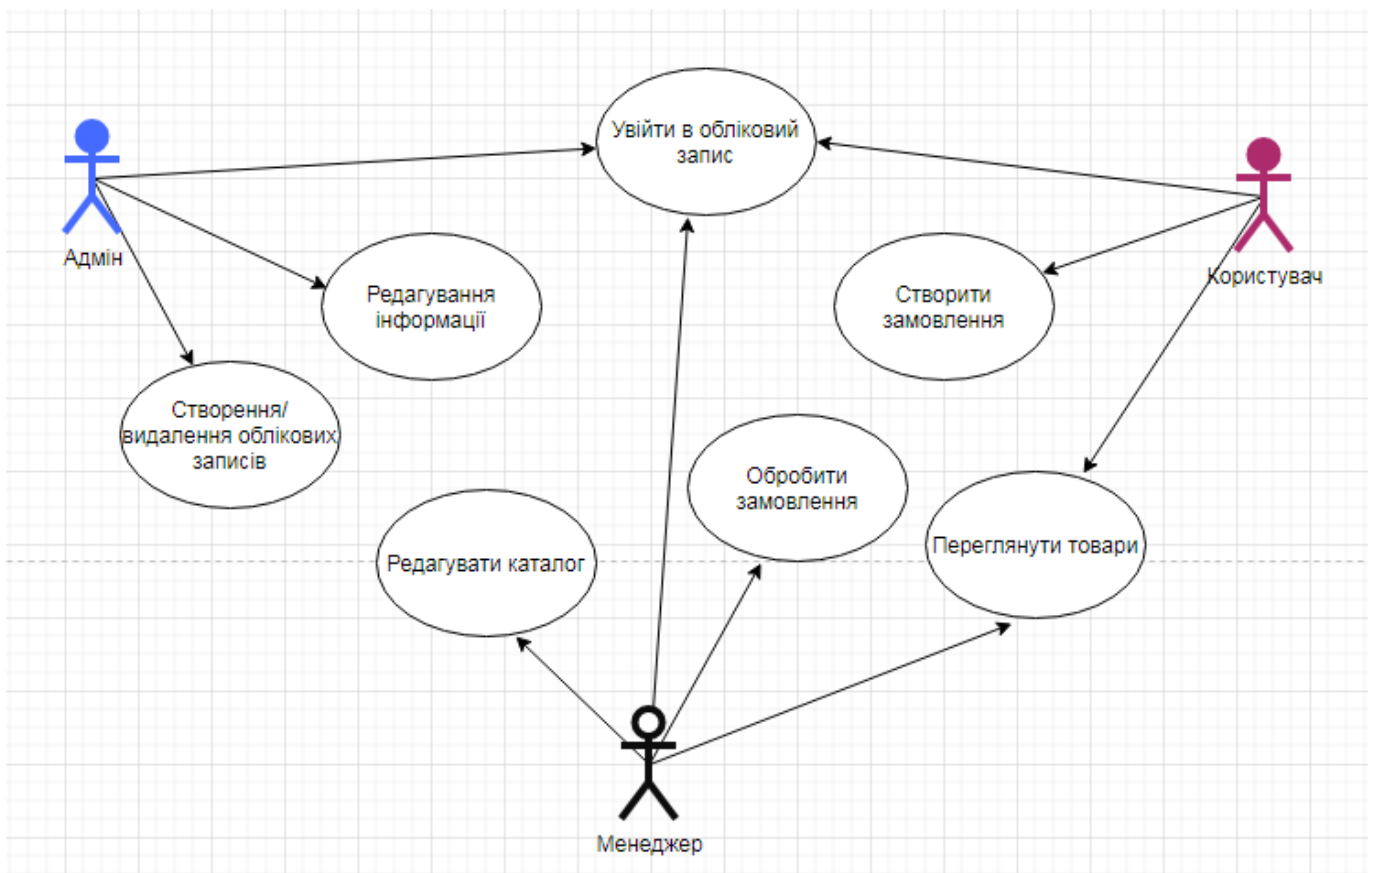 Увійти в обліковий
запис
Адмін
Користувач
Редагування
інформації
Створити
замовлення
Створення/
видалення облікових
записів
Обробити
замовлення
Редагувати каталог
Переглянути товари
Менеджер